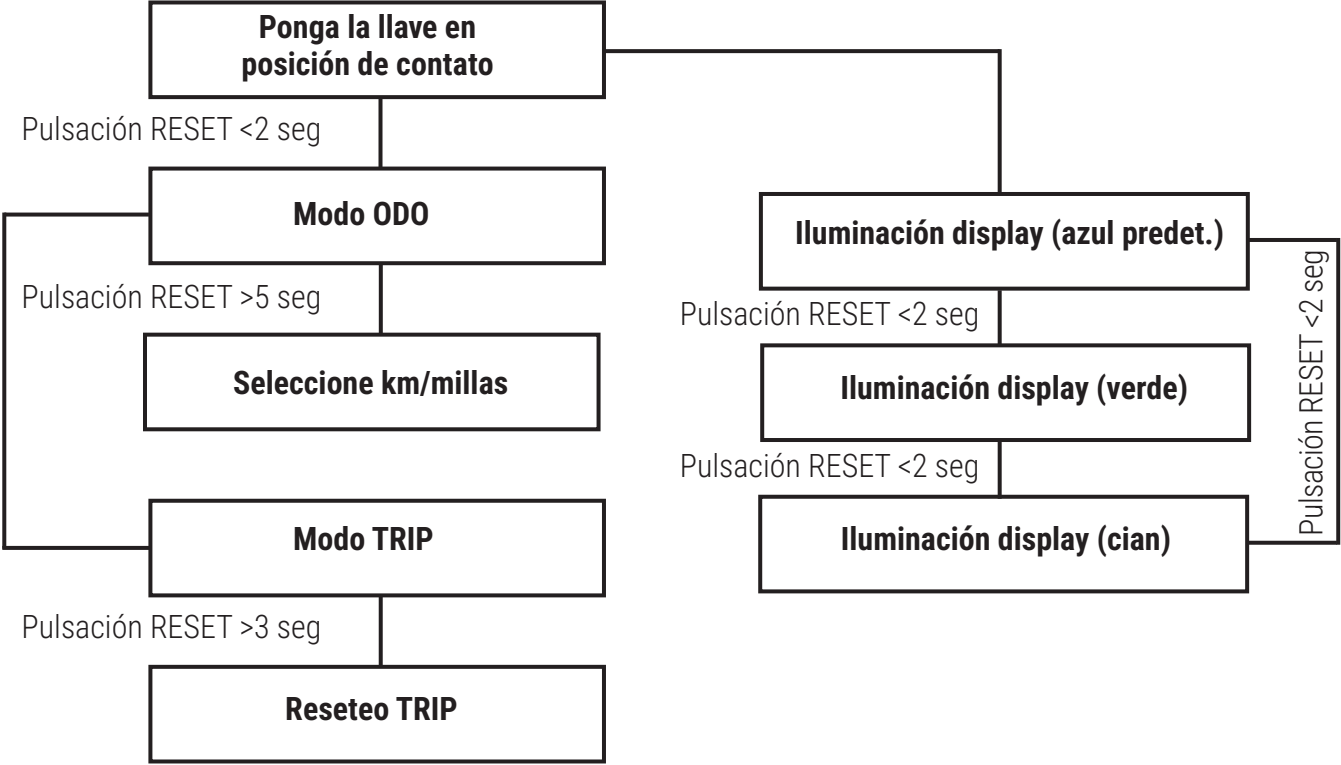 Ponga la llave en
posición de contato
Pulsación RESET <2 seg
Modo ODO
Pulsación RESET >5 seg
Seleccione km/millas
Modo TRIP
Pulsación RESET >3 seg
Reseteo TRIP
Iluminación display (azul predet.)
Pulsación RESET <2 seg
Iluminación display (verde)
Pulsación RESET <2 seg
Iluminación display (cian)
Pulsación RESET <2 seg